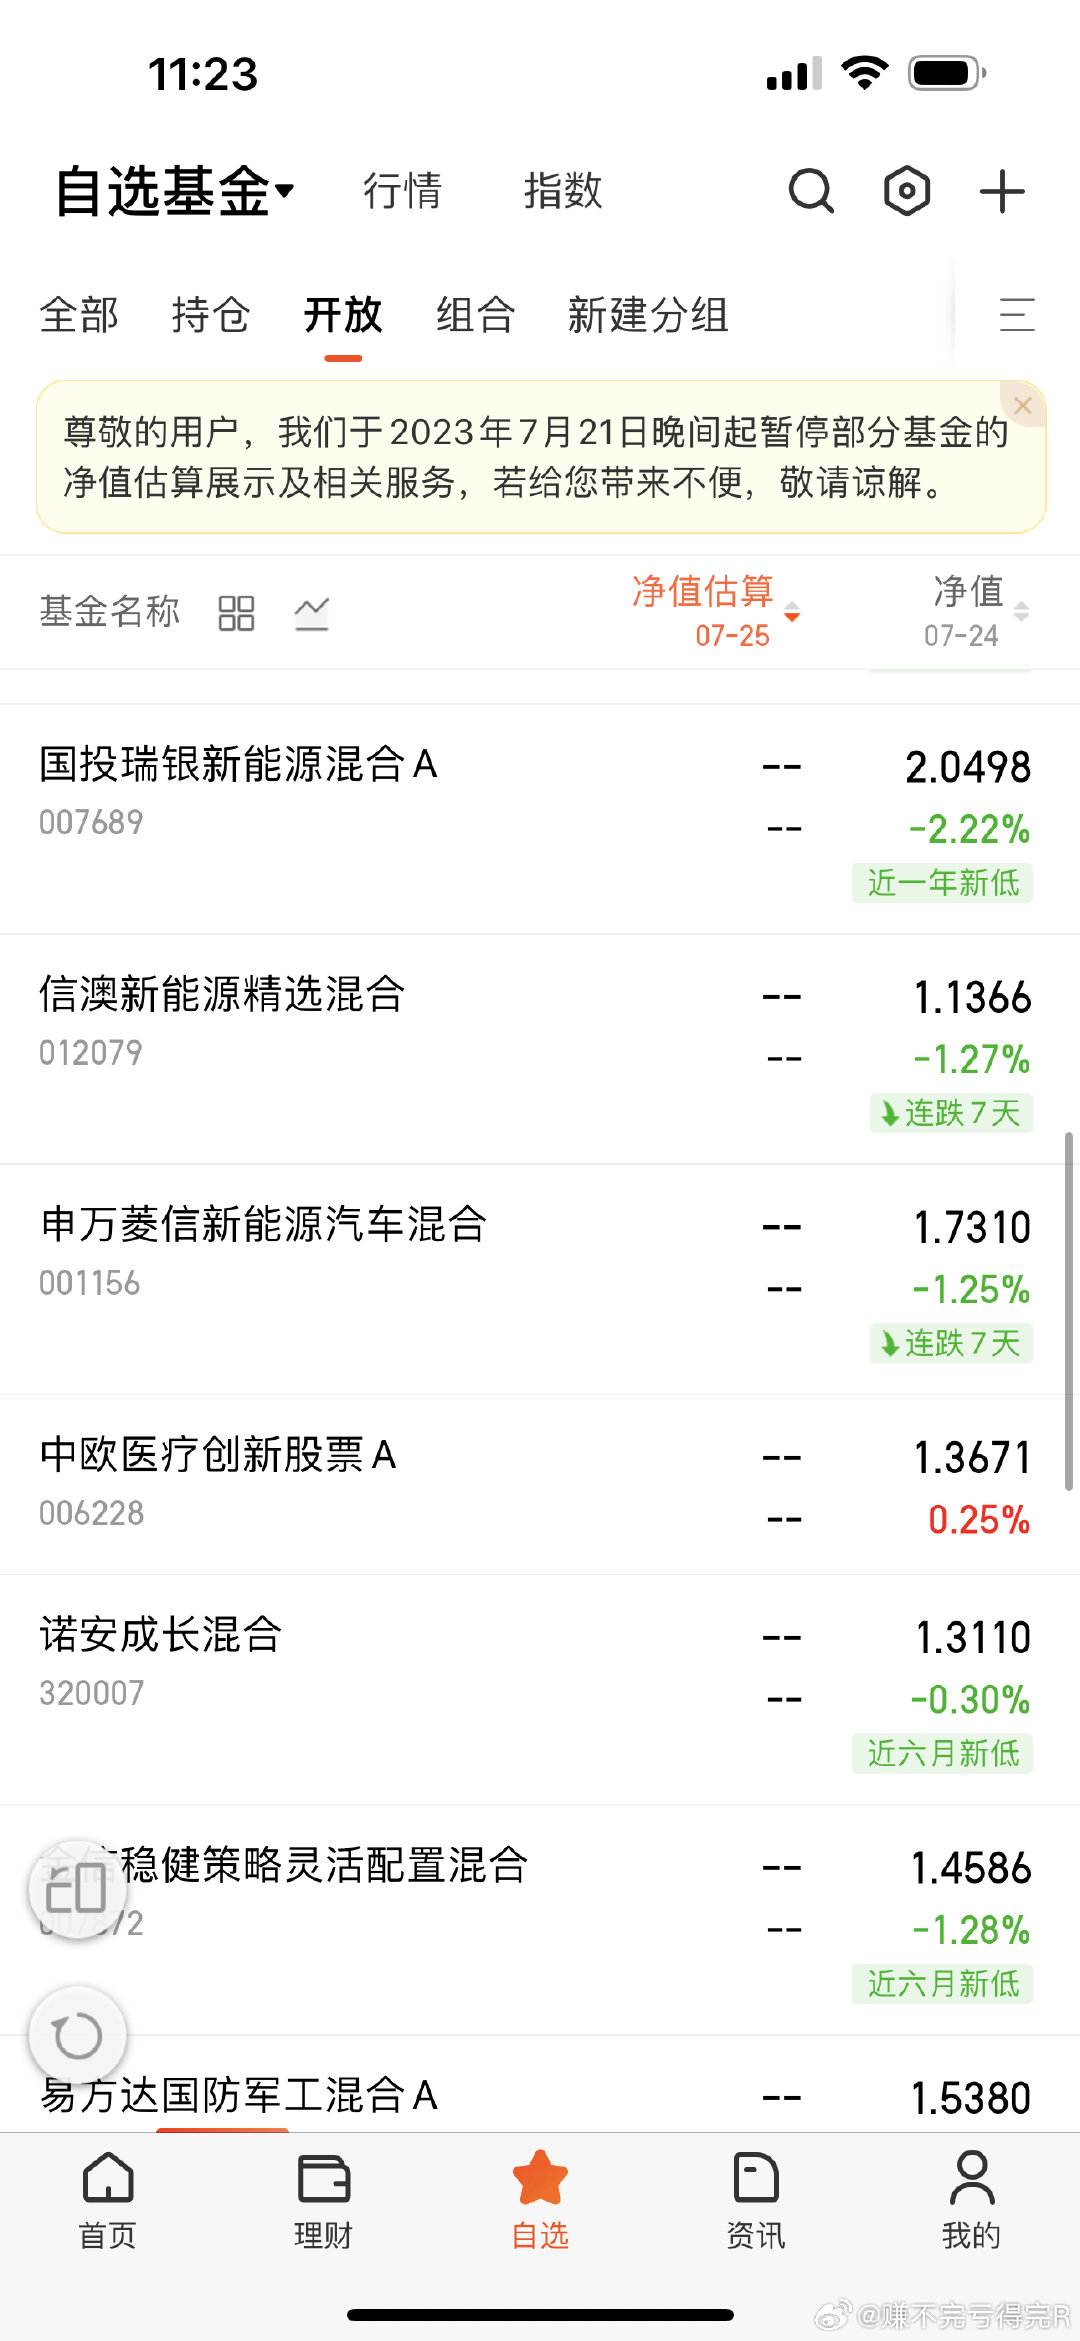 11:23
自选基金 行情 指数
全部 持仓 开放 组合 新建分组
尊敬的用户，我们于2023年7月21日晚间起暂停部分基金的
净值估算展示及相关服务，若给您带来不便，敬请谅解。
基金名称 净值估算 净值
07-25 07-24
国投瑞银新能源混合A -- 2.0498
007689 -- -2.22%
近一年新低
信澳新能源精选混合 -- 1.1366
012079 -- -1.27%
连跌7天
申万菱信新能源汽车混合 -- 1.7310
001156 -- -1.25%
连跌7天
中欧医疗创新股票A -- 1.3671
006228 -- 0.25%
诺安成长混合 -- 1.3110
320007 -- -0.30%
近六月新低
金信稳健策略灵活配置混合 -- 1.4586
007872 -- -1.28%
近六月新低
易方达国防军工混合A -- 1.5380
首页 理财 自选 资讯 我的
@赚不完亏得完R